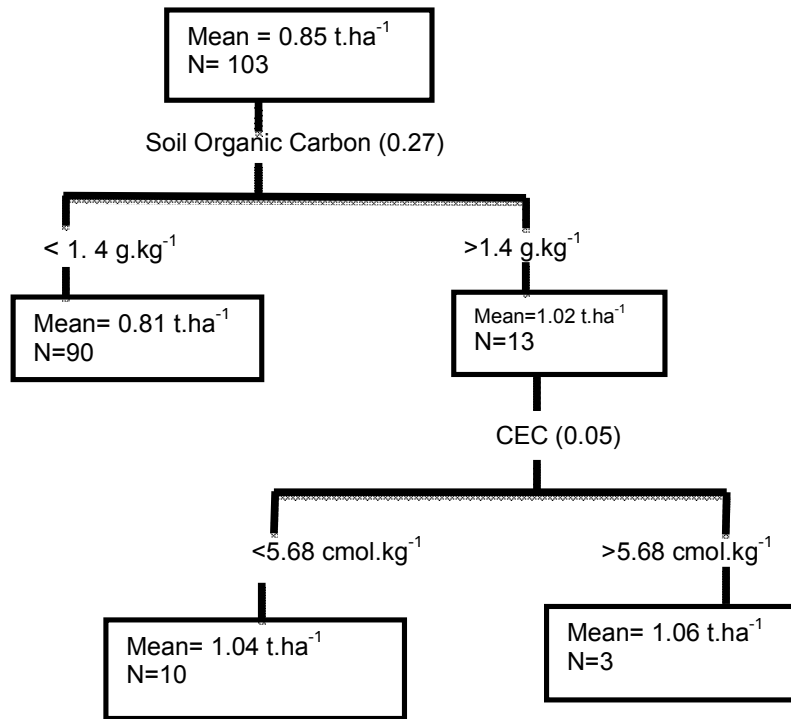 Mean = 0.85 t.ha⁻¹
N= 103
Soil Organic Carbon (0.27)
< 1. 4 g.kg⁻¹
>1.4 g.kg⁻¹
Mean= 0.81 t.ha⁻¹
N=90
Mean=1.02 t.ha⁻¹
N=13
CEC (0.05)
<5.68 cmol.kg⁻¹
>5.68 cmol.kg⁻¹
Mean= 1.04 t.ha⁻¹
N=10
Mean= 1.06 t.ha⁻¹
N=3